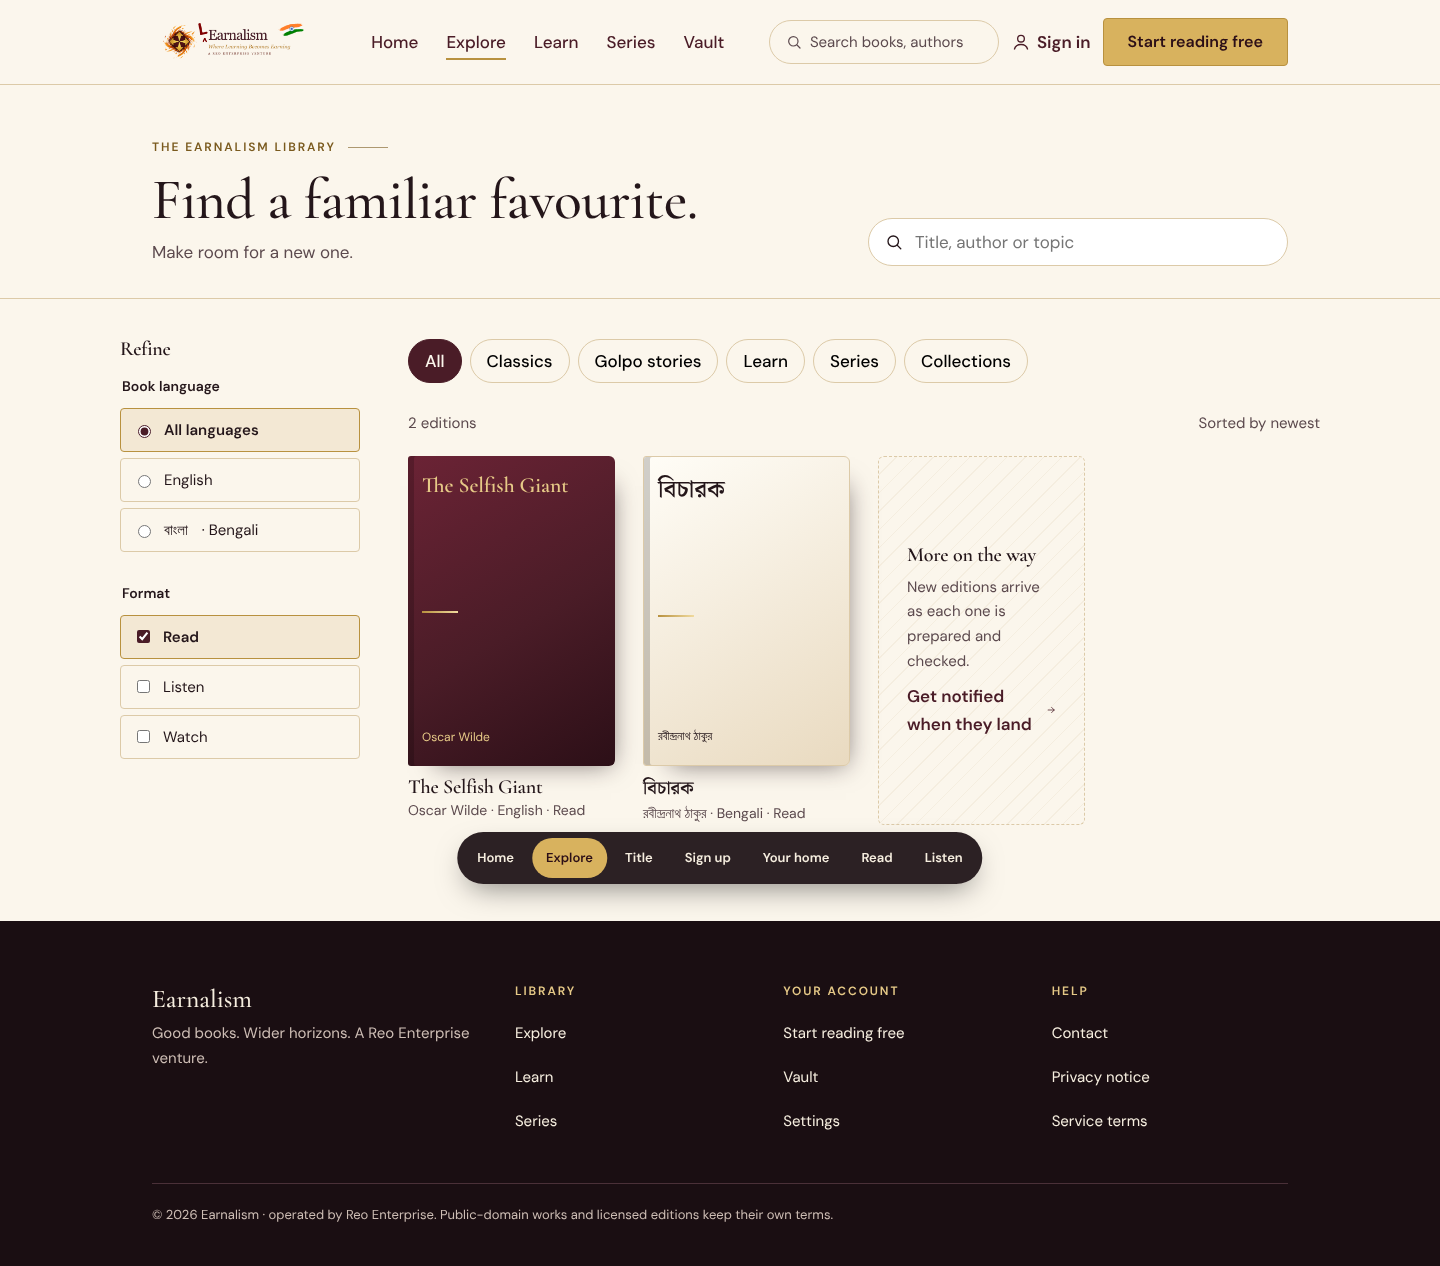 Earnalism
Where Learning Becomes Earning
A REO ENTERPRISE VENTURE
Home
Explore
Learn
Series
Vault
Search books, authors
Sign in
Start reading free
THE EARNALISM LIBRARY
Find a familiar favourite.
Make room for a new one.
Title, author or topic
Refine
Book language
All languages
English
বাংলা · Bengali
Format
Read
Listen
Watch
All
Classics
Golpo stories
Learn
Series
Collections
2 editions
Sorted by newest
The Selfish Giant
Oscar Wilde
The Selfish Giant
Oscar Wilde · English · Read
বিচারক
রবীন্দ্রনাথ ঠাকুর
বিচারক
রবীন্দ্রনাথ ঠাকুর · Bengali · Read
More on the way
New editions arrive
as each one is
prepared and
checked.
Get notified
when they land
Home
Explore
Title
Sign up
Your home
Read
Listen
Earnalism
Good books. Wider horizons. A Reo Enterprise
venture.
LIBRARY
Explore
Learn
Series
YOUR ACCOUNT
Start reading free
Vault
Settings
HELP
Contact
Privacy notice
Service terms
© 2026 Earnalism · operated by Reo Enterprise. Public-domain works and licensed editions keep their own terms.